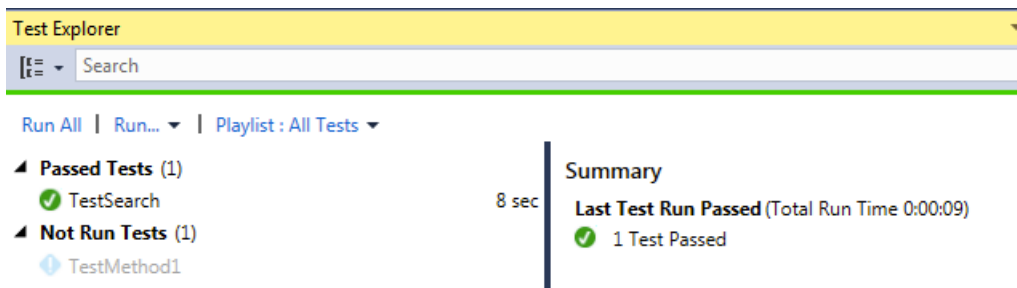 Test Explorer
Search
Run All | Run... | Playlist : All Tests
Passed Tests (1)
TestSearch 8 sec
Not Run Tests (1)
TestMethod1
Summary
Last Test Run Passed (Total Run Time 0:00:09)
1 Test Passed